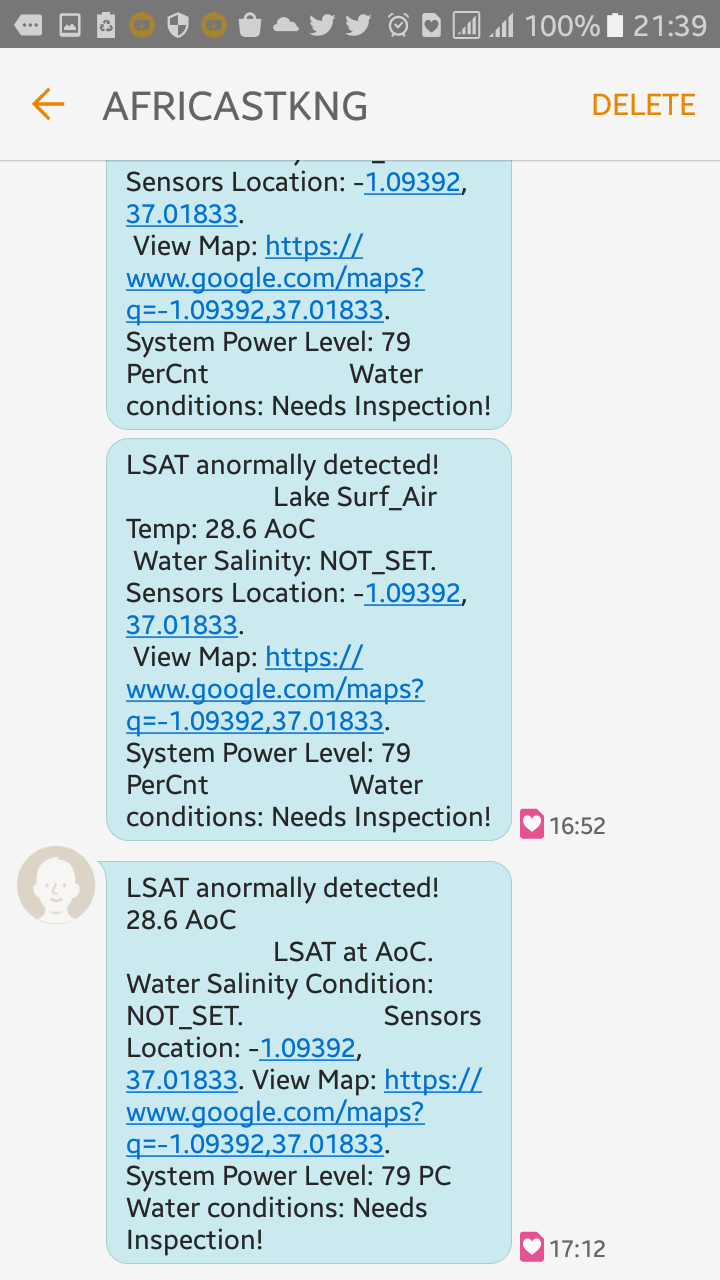 100% 21:39
AFRICASTKNG DELETE
Sensors Location: -1.09392,
37.01833.
View Map: https://
www.google.com/maps?
q=-1.09392,37.01833.
System Power Level: 79
PerCnt Water
conditions: Needs Inspection!
LSAT anormally detected!
Lake Surf_Air
Temp: 28.6 AoC
Water Salinity: NOT_SET.
Sensors Location: -1.09392,
37.01833.
View Map: https://
www.google.com/maps?
q=-1.09392,37.01833.
System Power Level: 79
PerCnt Water
conditions: Needs Inspection!
16:52
LSAT anormally detected!
28.6 AoC
LSAT at AoC.
Water Salinity Condition:
NOT_SET. Sensors
Location: -1.09392,
37.01833. View Map: https://
www.google.com/maps?
q=-1.09392,37.01833.
System Power Level: 79 PC
Water conditions: Needs
Inspection!
17:12